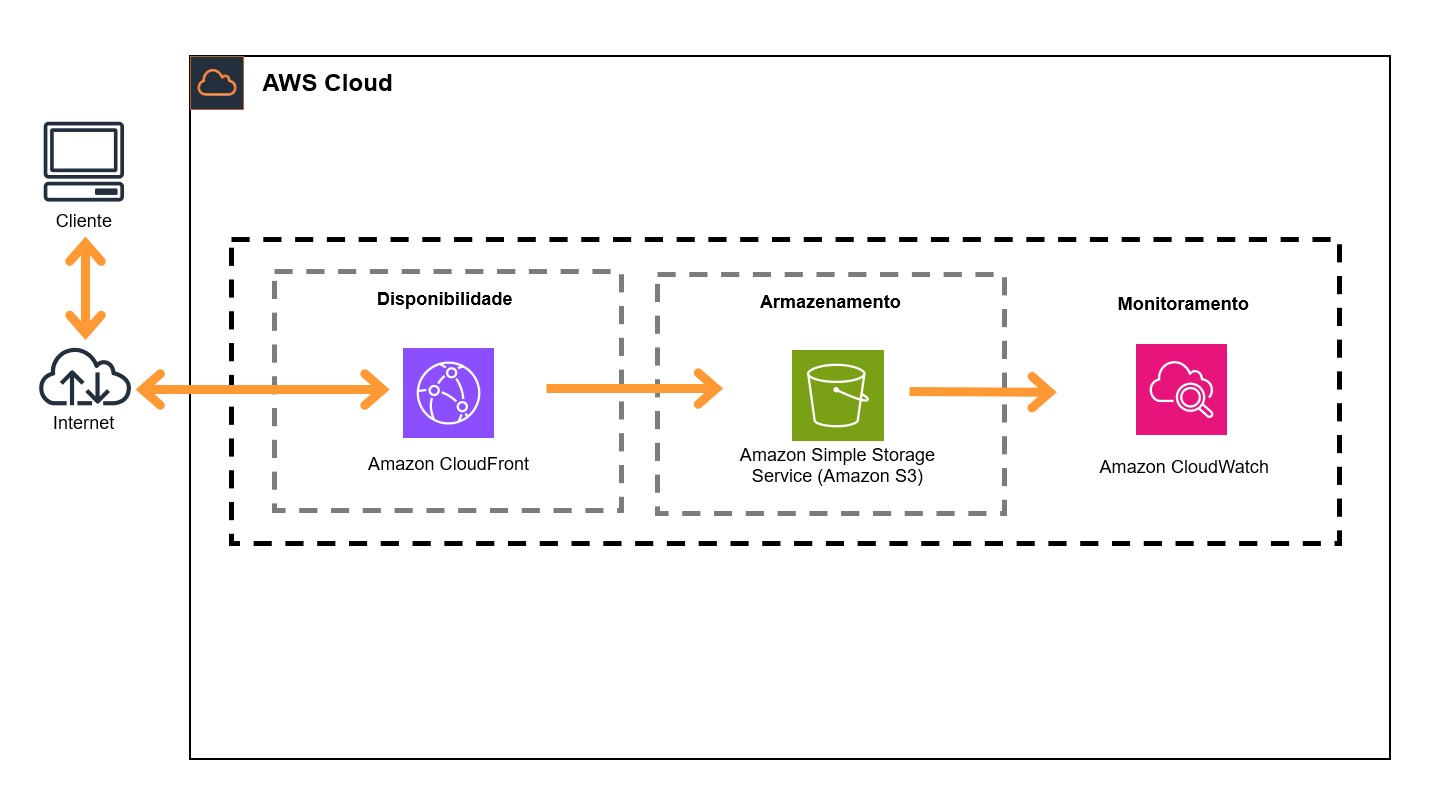 AWS Cloud
Cliente
Internet
Disponibilidade
Amazon CloudFront
Armazenamento
Amazon Simple Storage
Service (Amazon S3)
Monitoramento
Amazon CloudWatch